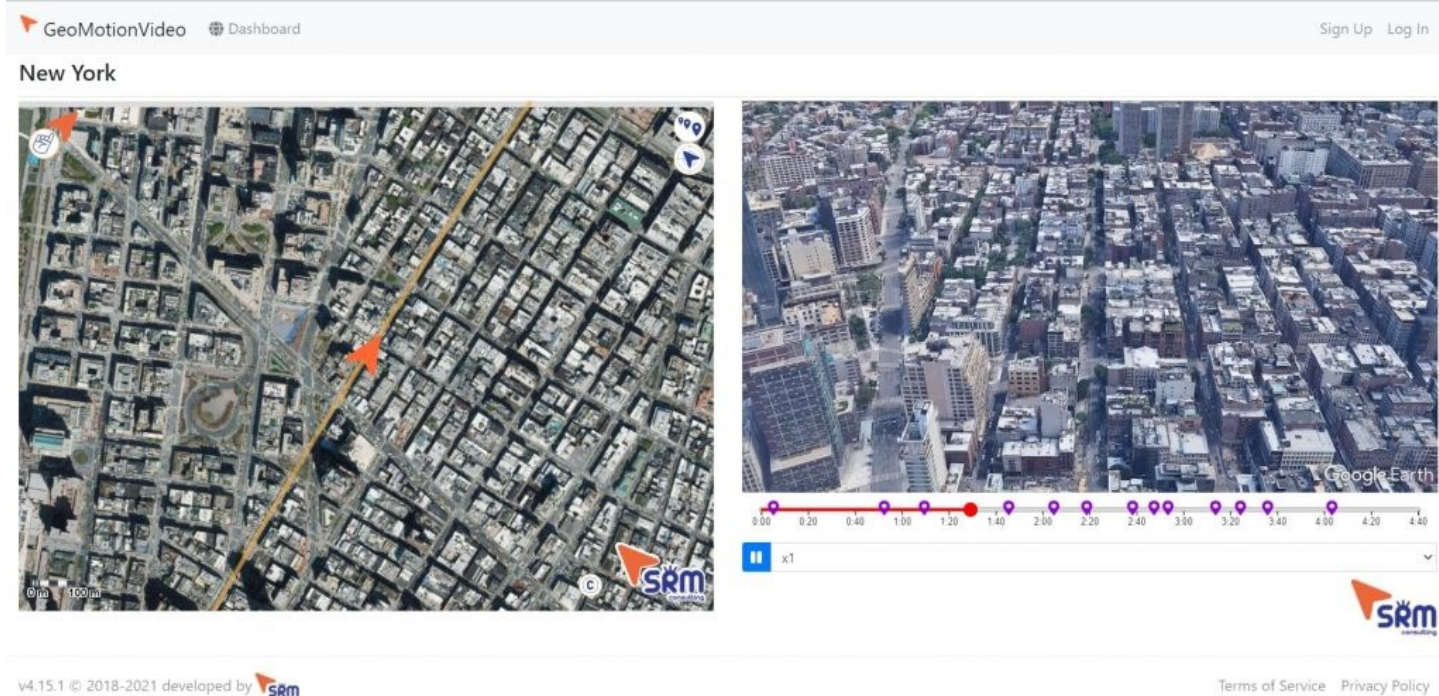 GeoMotionVideo Dashboard Sign Up Log In
New York
0 m 100 m
C
SRM
consulting
Google Earth
0:00 0:20 0:40 1:00 1:20 1:40 2:00 2:20 2:40 3:00 3:20 3:40 4:00 4:20 4:40
x1
SRM
consulting
v4.15.1 © 2018-2021 developed by SRM
Terms of Service Privacy Policy